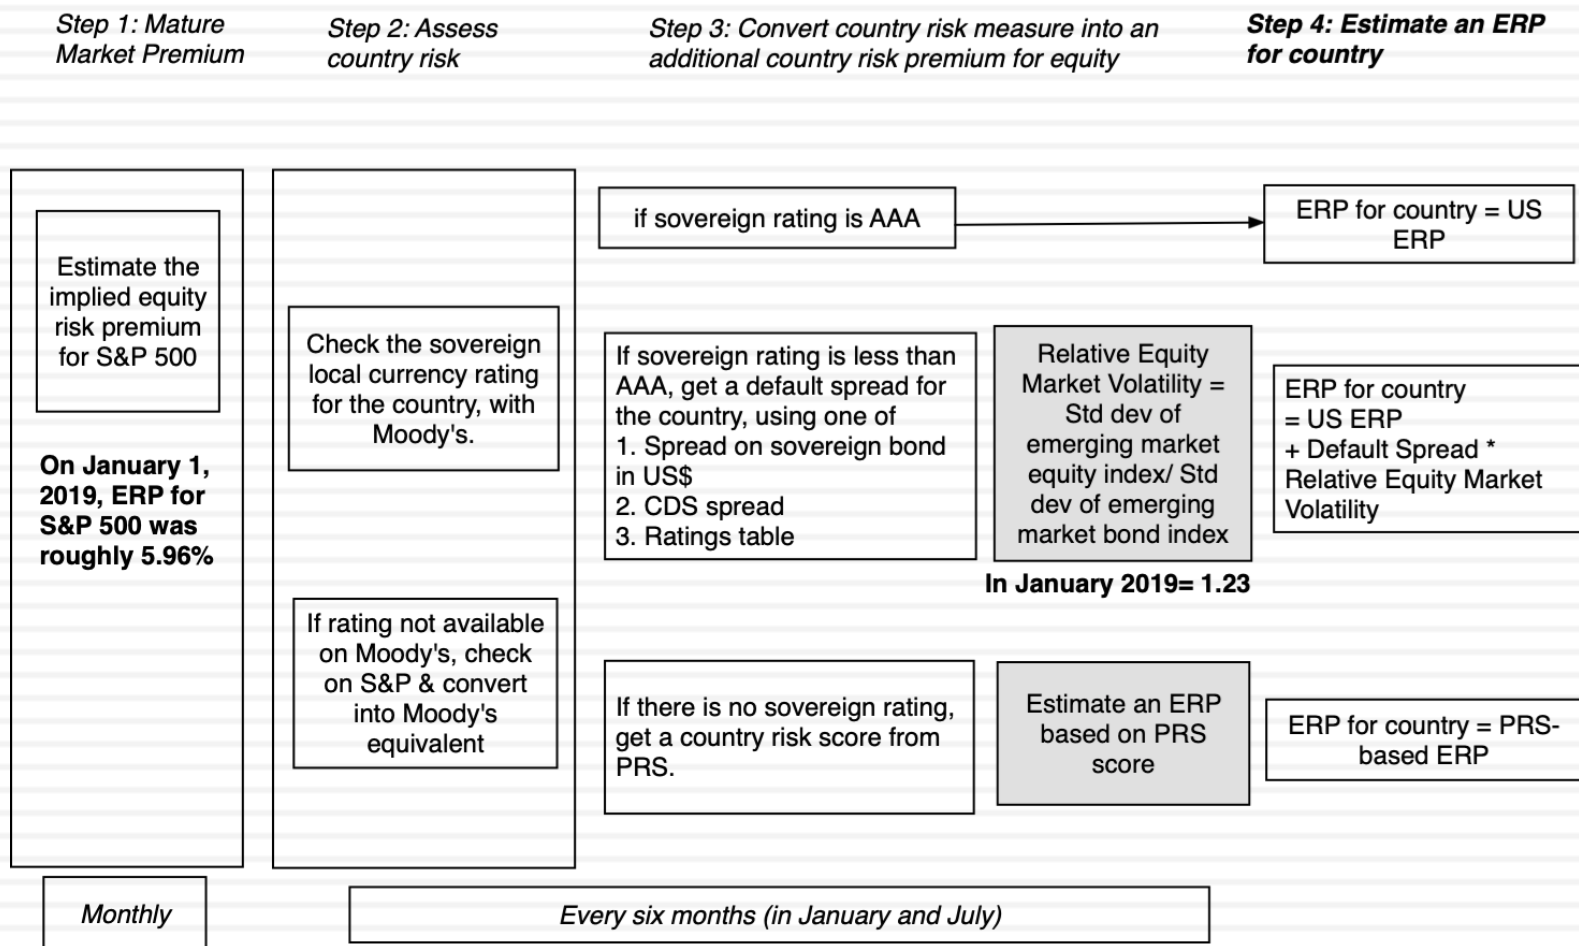 Step 1: Mature
Market Premium
Step 2: Assess
country risk
Step 3: Convert country risk measure into an
additional country risk premium for equity
Step 4: Estimate an ERP
for country
Estimate the
implied equity
risk premium
for S&P 500
On January 1,
2019, ERP for
S&P 500 was
roughly 5.96%
Check the sovereign
local currency rating
for the country, with
Moody's.
If rating not available
on Moody's, check
on S&P & convert
into Moody's
equivalent
if sovereign rating is AAA
ERP for country = US
ERP
If sovereign rating is less than
AAA, get a default spread for
the country, using one of
1. Spread on sovereign bond
in US$
2. CDS spread
3. Ratings table
Relative Equity
Market Volatility =
Std dev of
emerging market
equity index/ Std
dev of emerging
market bond index
In January 2019= 1.23
ERP for country
= US ERP
+ Default Spread *
Relative Equity Market
Volatility
If there is no sovereign rating,
get a country risk score from
PRS.
Estimate an ERP
based on PRS
score
ERP for country = PRS-
based ERP
Monthly
Every six months (in January and July)